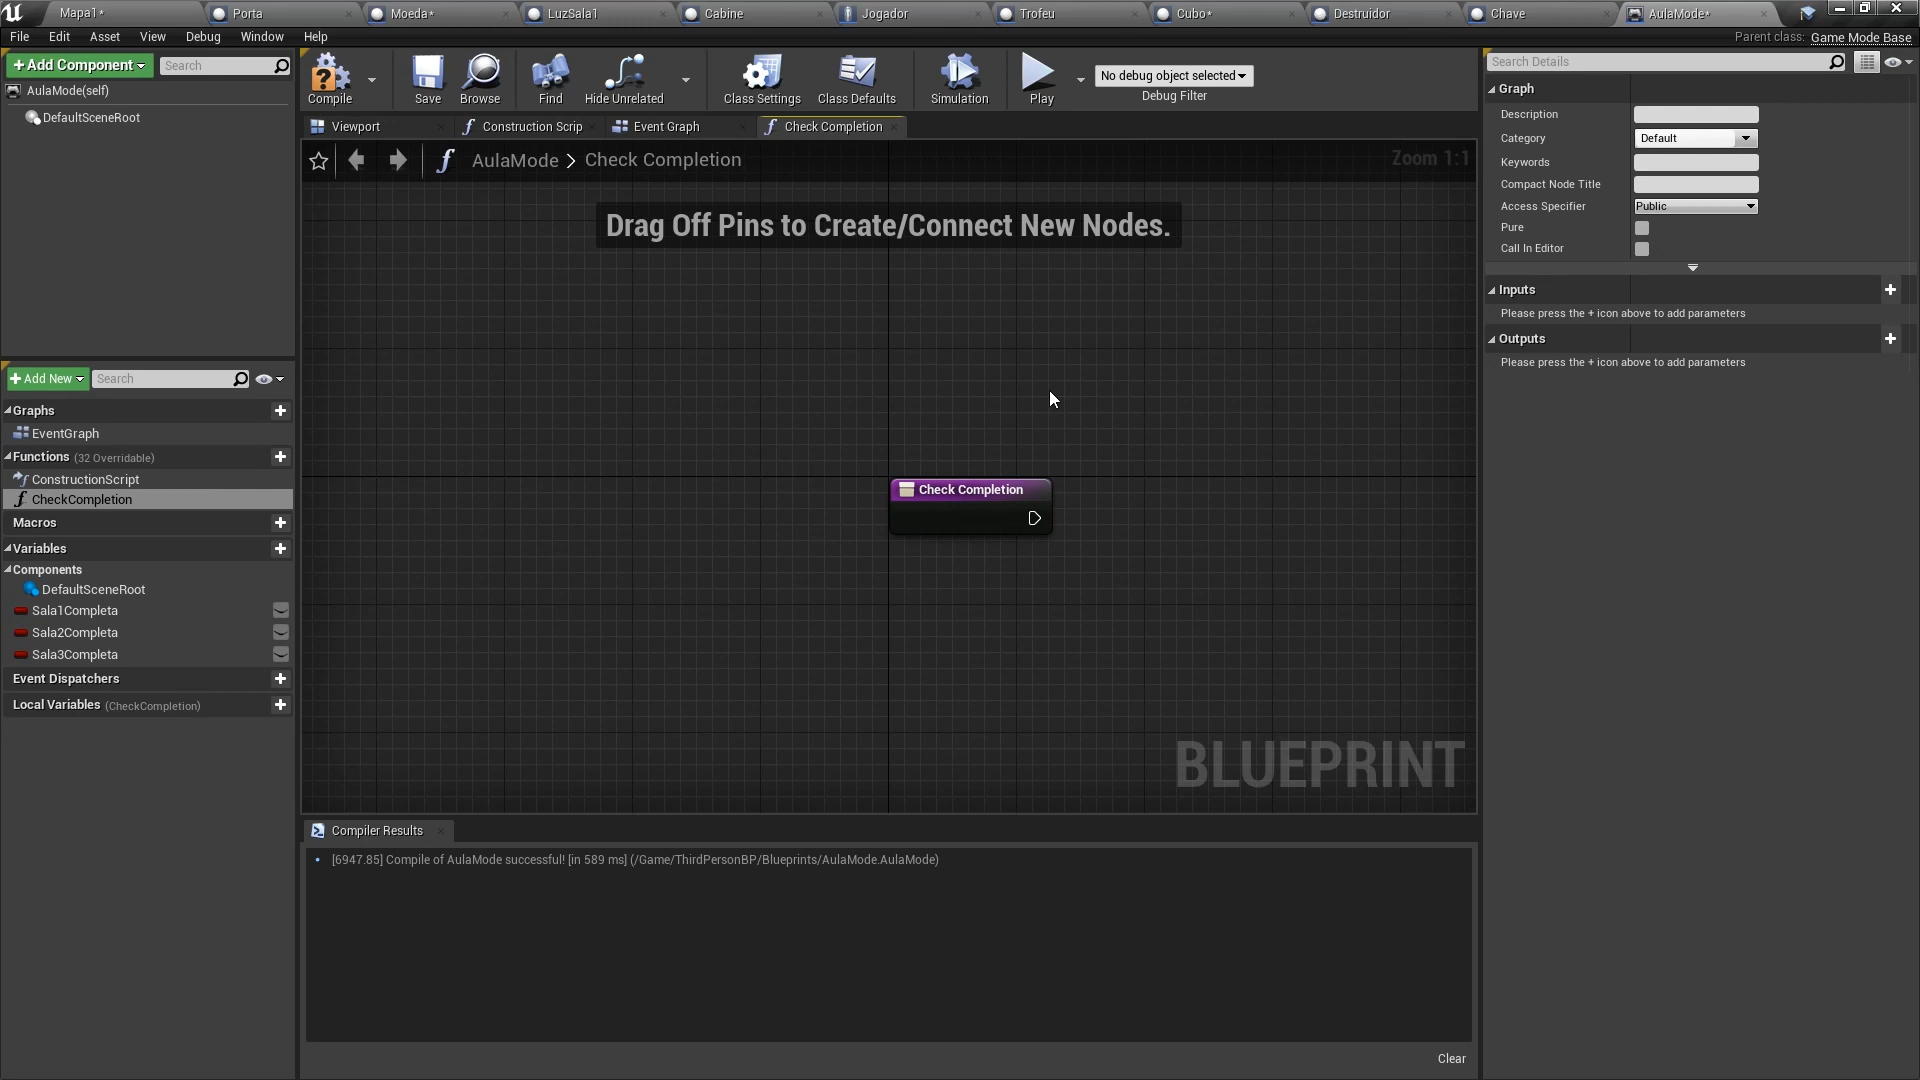 Mapa1*
Porta
Moeda*
LuzSala1
Cabine
Jogador
Trofeu
Cubo*
Destruidor
Chave
AulaMode*
File Edit Asset View Debug Window Help
Parent class: Game Mode Base
+Add Component
Search
AulaMode(self)
DefaultSceneRoot
Compile
Save
Browse
Find
Hide Unrelated
Class Settings
Class Defaults
Simulation
Play
No debug object selected
Debug Filter
Viewport
Construction Scrip
Event Graph
Check Completion
AulaMode > Check Completion
Zoom 1:1
Drag Off Pins to Create/Connect New Nodes.
Check Completion
BLUEPRINT
+Add New
Search
Graphs
EventGraph
Functions (32 Overridable)
ConstructionScript
CheckCompletion
Macros
Variables
Components
DefaultSceneRoot
Sala1Completa
Sala2Completa
Sala3Completa
Event Dispatchers
Local Variables (CheckCompletion)
Compiler Results
[6947.85] Compile of AulaMode successful! [in 589 ms] (/Game/ThirdPersonBP/Blueprints/AulaMode.AulaMode)
Clear
Search Details
Graph
Description
Category Default
Keywords
Compact Node Title
Access Specifier Public
Pure
Call In Editor
Inputs
Please press the + icon above to add parameters
Outputs
Please press the + icon above to add parameters